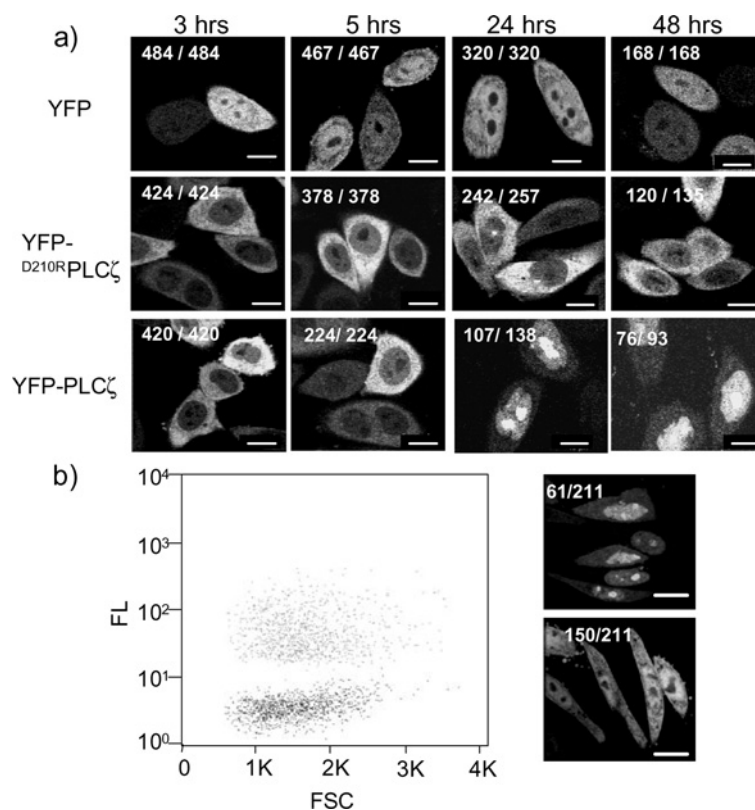 a)
3 hrs 5 hrs 24 hrs 48 hrs
YFP
484 / 484 467 / 467 320 / 320 168 / 168
YFP-
D210RPLCζ
424 / 424 378 / 378 242 / 257 120 / 135
YFP-PLCζ
420 / 420 224/ 224 107/ 138 76/ 93
b)
10⁴
10³
10²
10¹
10⁰
FL
0 1K 2K 3K 4K
FSC
61/211
150/211